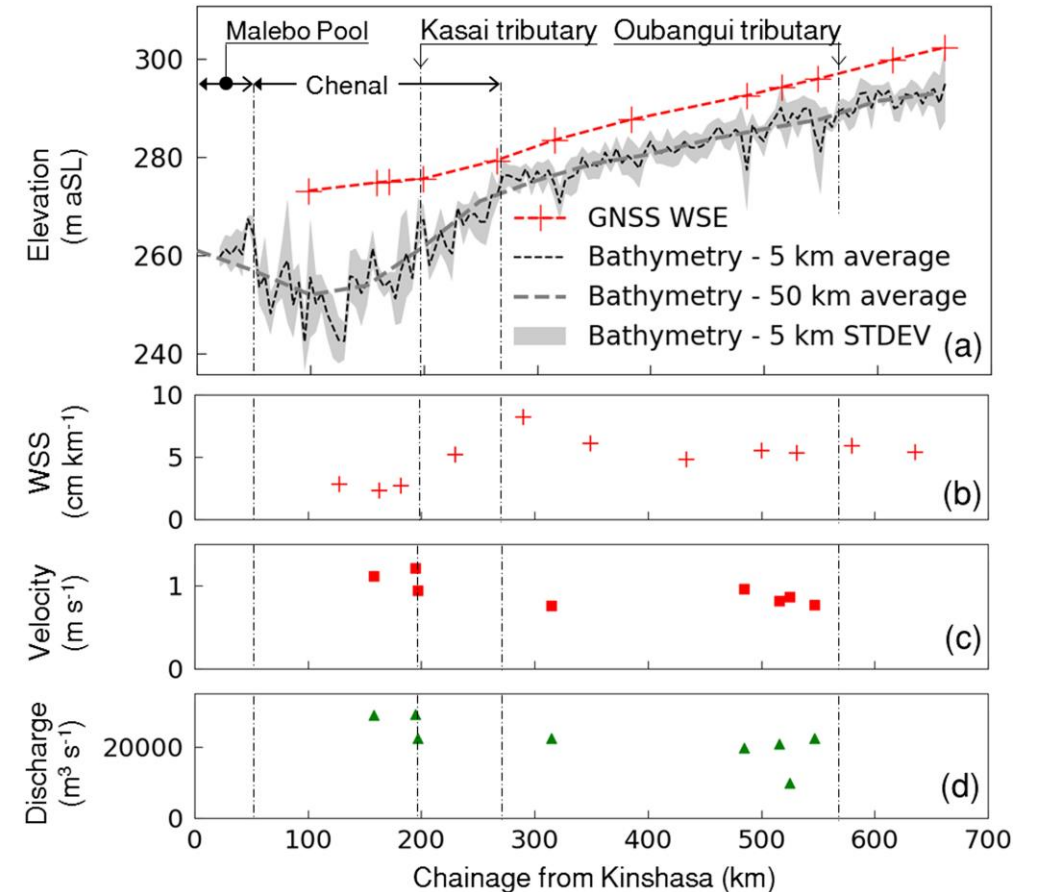 Malebo Pool
Kasai tributary
Oubangui tributary
Chenal
300
280
260
240
Elevation
(m aSL)
GNSS WSE
Bathymetry - 5 km average
Bathymetry - 50 km average
Bathymetry - 5 km STDEV
(a)
10
5
0
WSS
(cm km⁻¹)
(b)
1
0
Velocity
(m s⁻¹)
(c)
20000
0
Discharge
(m³ s⁻¹)
(d)
0 100 200 300 400 500 600 700
Chainage from Kinshasa (km)